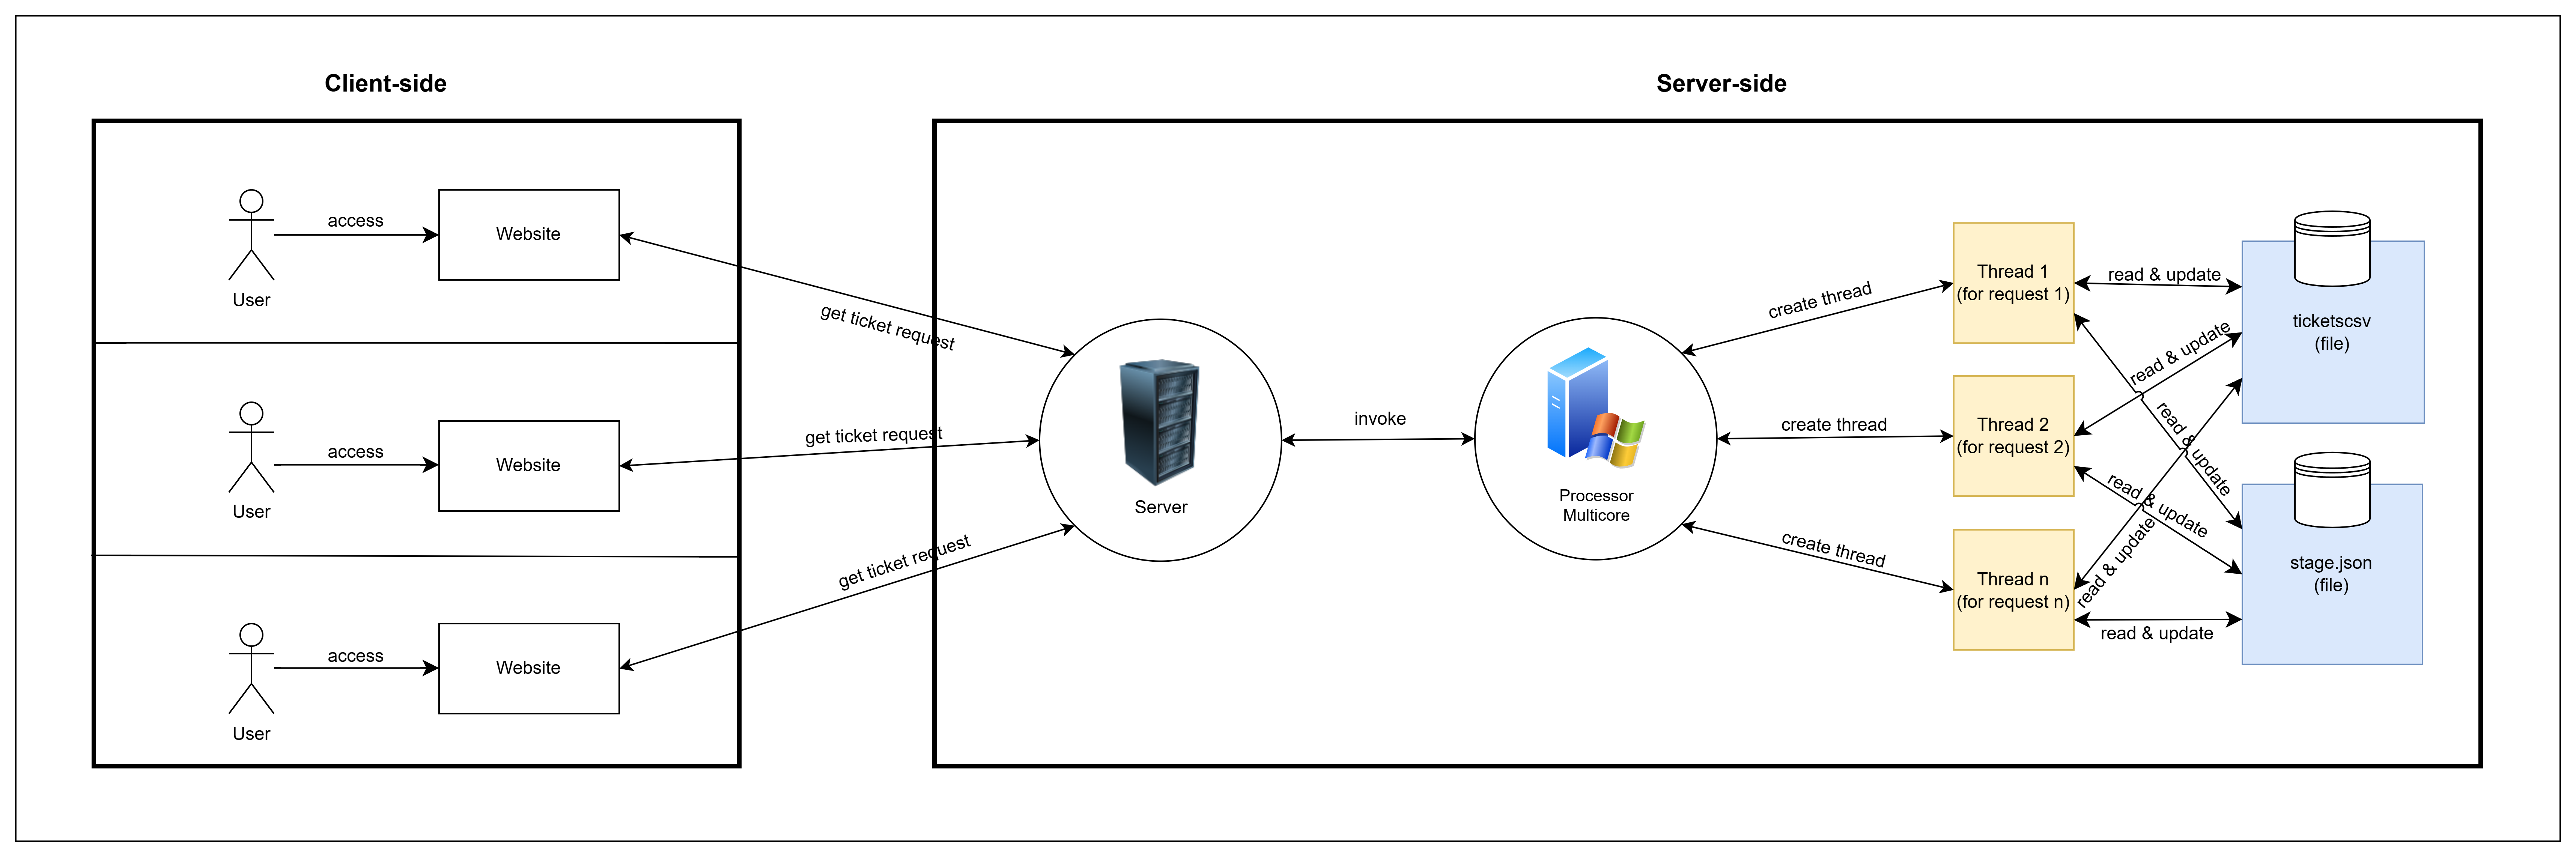 Client-side
Server-side
access
Website
User
get ticket request
access
Website
User
get ticket request
access
Website
User
get ticket request
Server
invoke
Processor
Multicore
create thread
create thread
create thread
Thread 1
(for request 1)
Thread 2
(for request 2)
Thread n
(for request n)
read & update
read & update
read & update
read & update
read & update
read & update
ticketscsv
(file)
stage.json
(file)